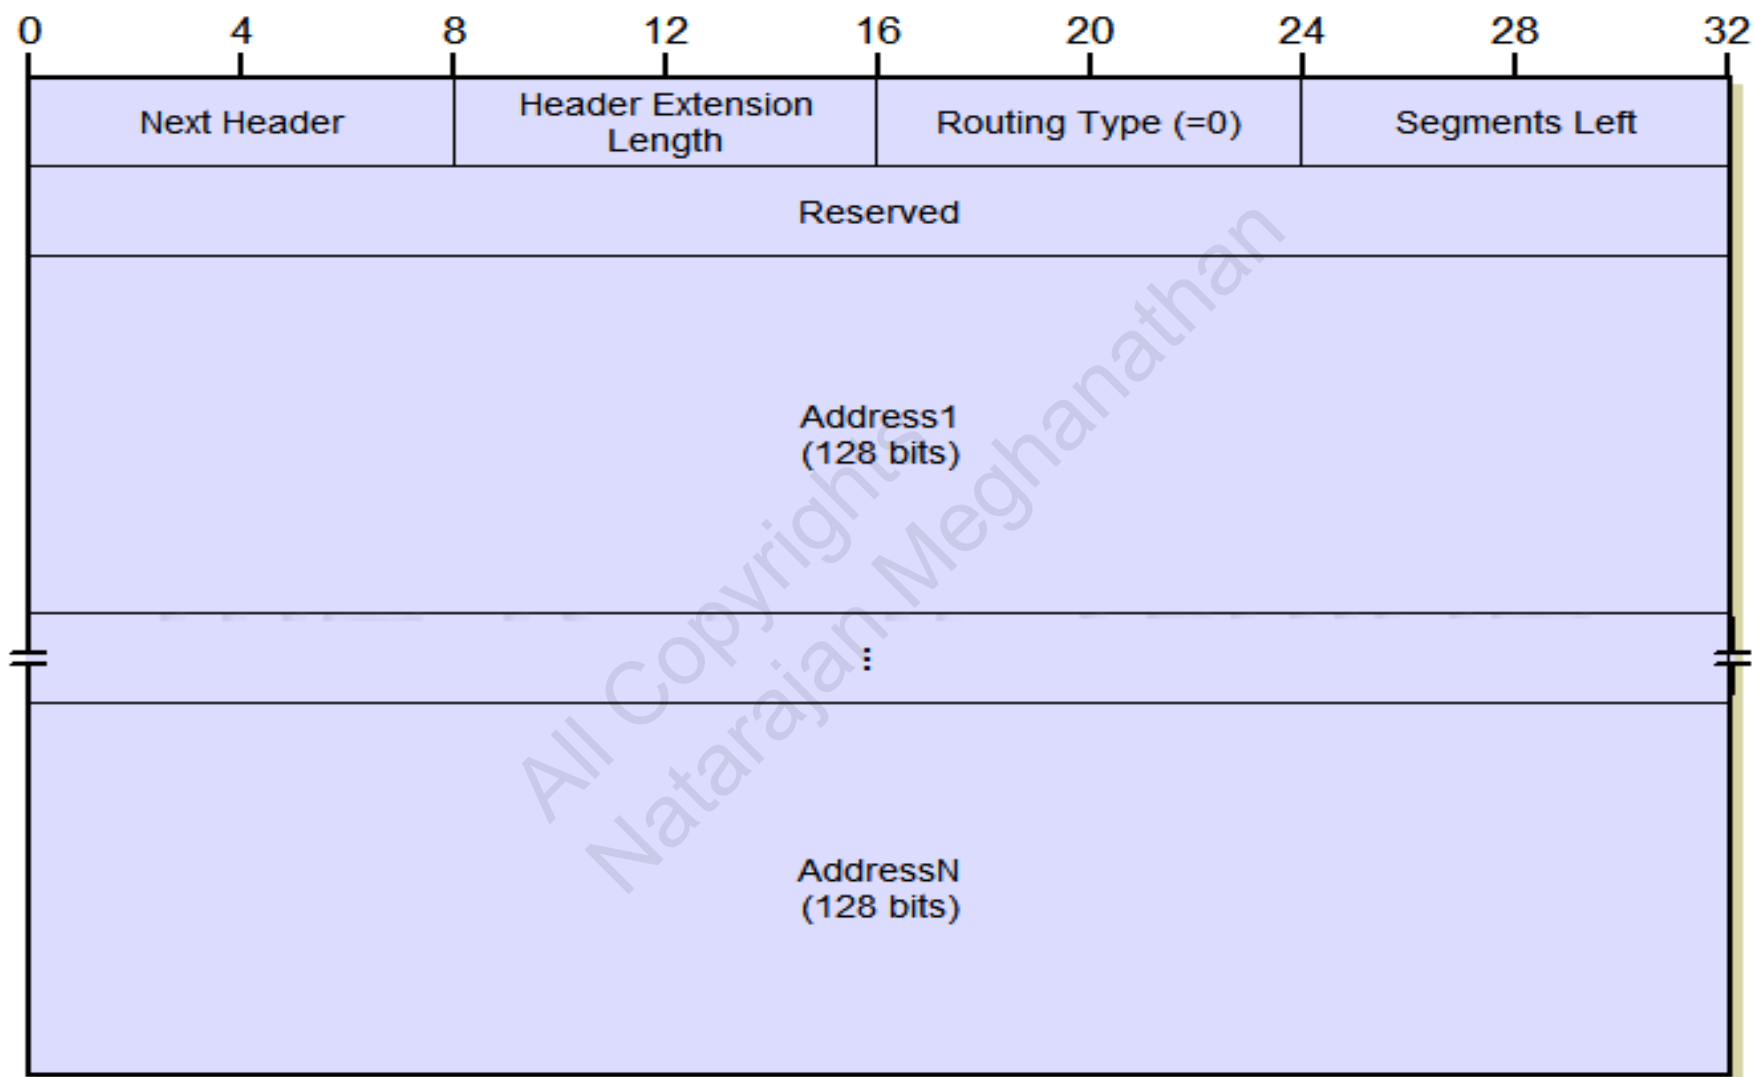 0 4 8 12 16 20 24 28 32
Next Header
Header Extension
Length
Routing Type (=0)
Segments Left
Reserved
Address1
(128 bits)
...
AddressN
(128 bits)
All Copyrights
Natarajan Meghanathan